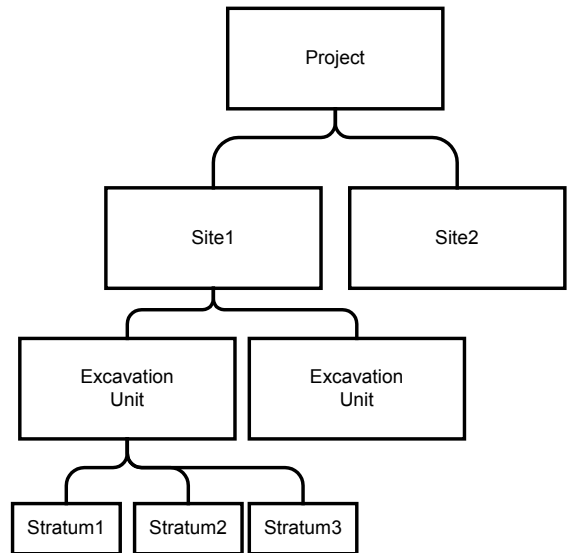 Project
Site1
Site2
Excavation
Unit
Excavation
Unit
Stratum1
Stratum2
Stratum3